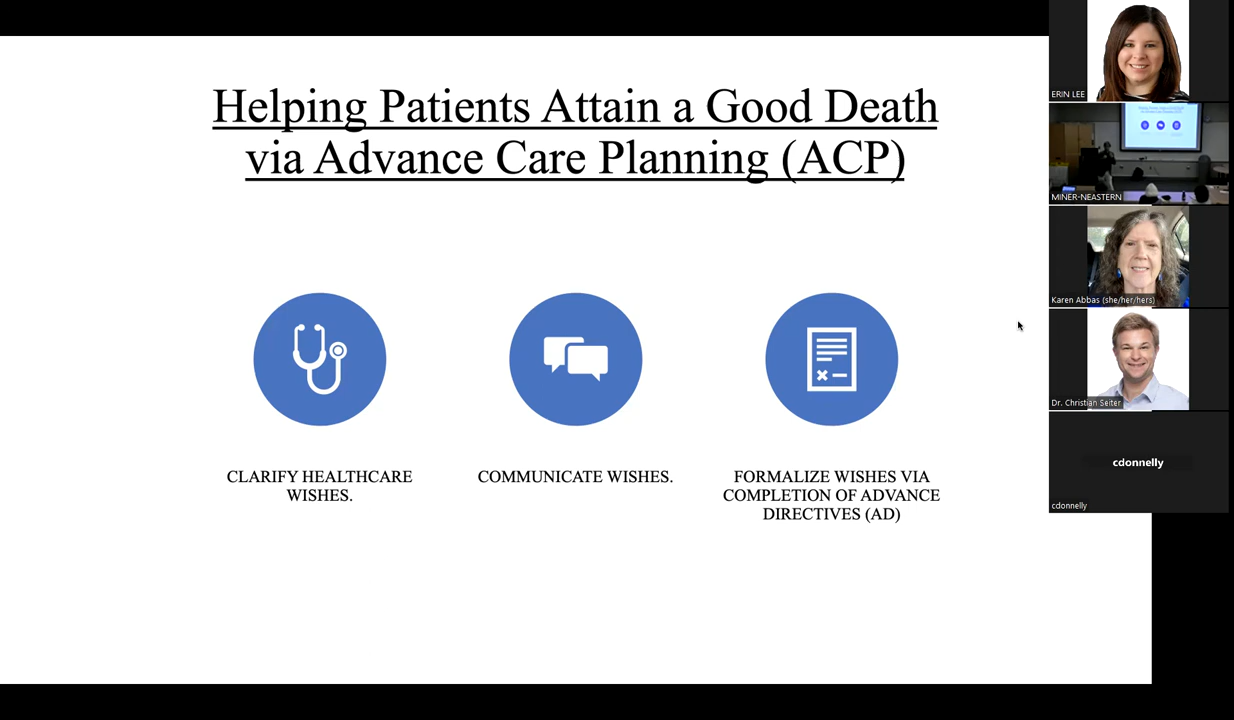 Helping Patients Attain a Good Death
via Advance Care Planning (ACP)
CLARIFY HEALTHCARE
WISHES.
COMMUNICATE WISHES.
FORMALIZE WISHES VIA
COMPLETION OF ADVANCE
DIRECTIVES (AD)
ERIN LEE
MINER-NEASTERN
Karen Abbas (she/her/hers)
Dr. Christian Seiter
cdonnelly
cdonnelly